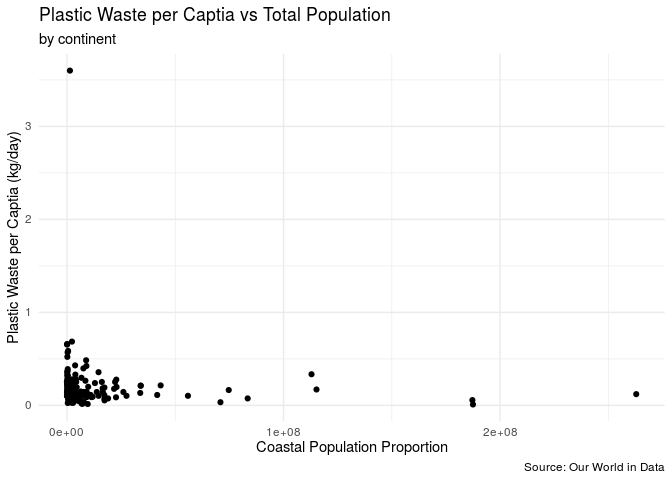 Plastic Waste per Captia vs Total Population
by continent
Plastic Waste per Captia (kg/day)
3
2
1
0
0e+00 1e+08 2e+08
Coastal Population Proportion
Source: Our World in Data